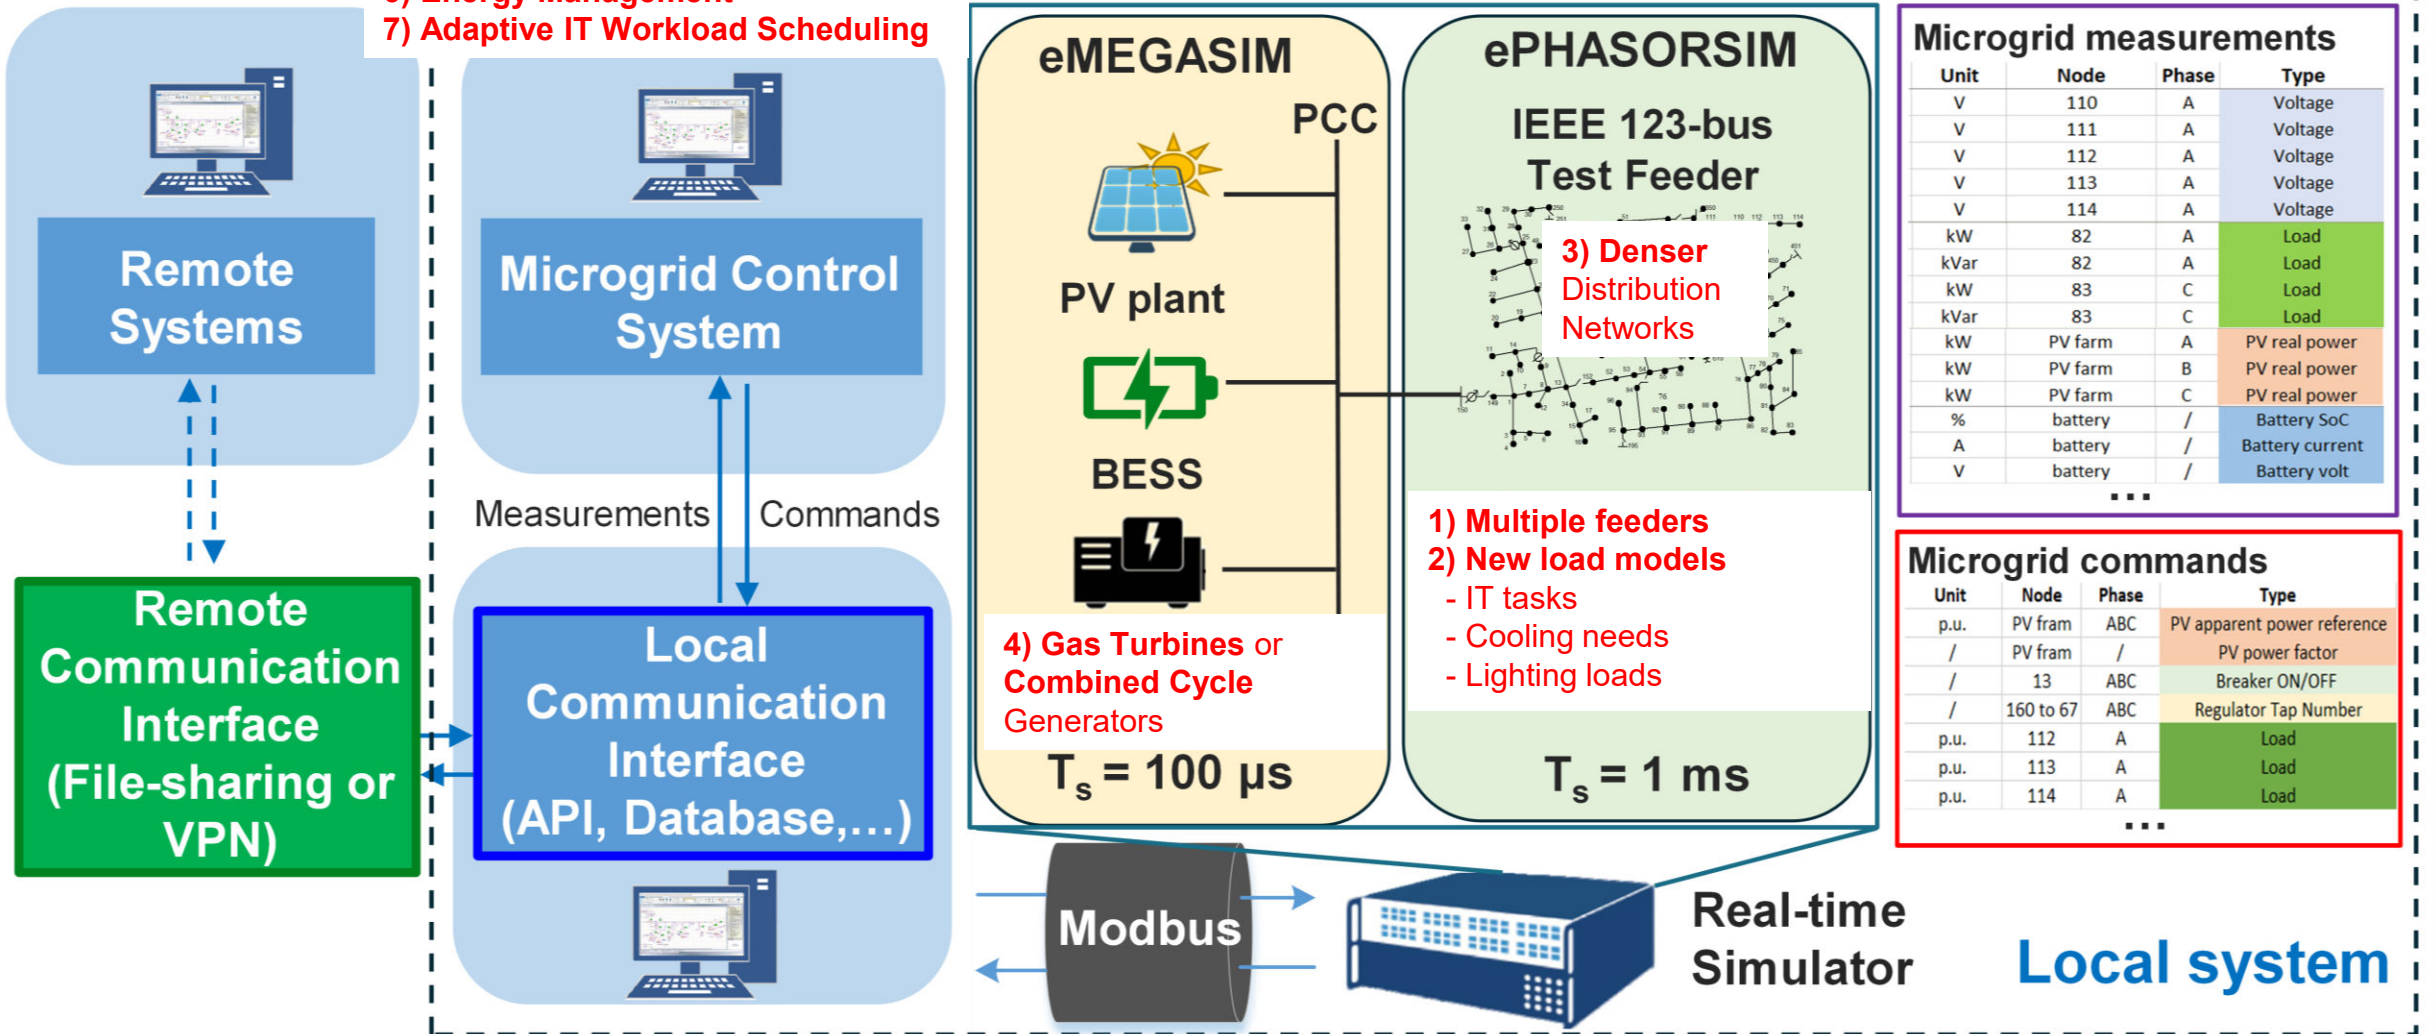 6) Energy Management
7) Adaptive IT Workload Scheduling
Remote
Systems
Microgrid Control
System
Measurements
Commands
Remote
Communication
Interface
(File-sharing or
VPN)
Local
Communication
Interface
(API, Database,...)
eMEGASIM
PCC
PV plant
BESS
4) Gas Turbines or
Combined Cycle
Generators
Ts = 100 µs
ePHASORSIM
IEEE 123-bus
Test Feeder
3) Denser
Distribution
Networks
1) Multiple feeders
2) New load models
- IT tasks
- Cooling needs
- Lighting loads
Ts = 1 ms
Modbus
Real-time
Simulator
Local system
Microgrid measurements
Unit Node Phase Type
V 110 A Voltage
V 111 A Voltage
V 112 A Voltage
V 113 A Voltage
V 114 A Voltage
kW 82 A Load
kVar 82 A Load
kW 83 C Load
kVar 83 C Load
kW PV farm A PV real power
kW PV farm B PV real power
kW PV farm C PV real power
% battery / Battery SoC
A battery / Battery current
V battery / Battery volt
...
Microgrid commands
Unit Node Phase Type
p.u. PV fram ABC PV apparent power reference
/ PV fram / PV power factor
/ 13 ABC Breaker ON/OFF
/ 160 to 67 ABC Regulator Tap Number
p.u. 112 A Load
p.u. 113 A Load
p.u. 114 A Load
...